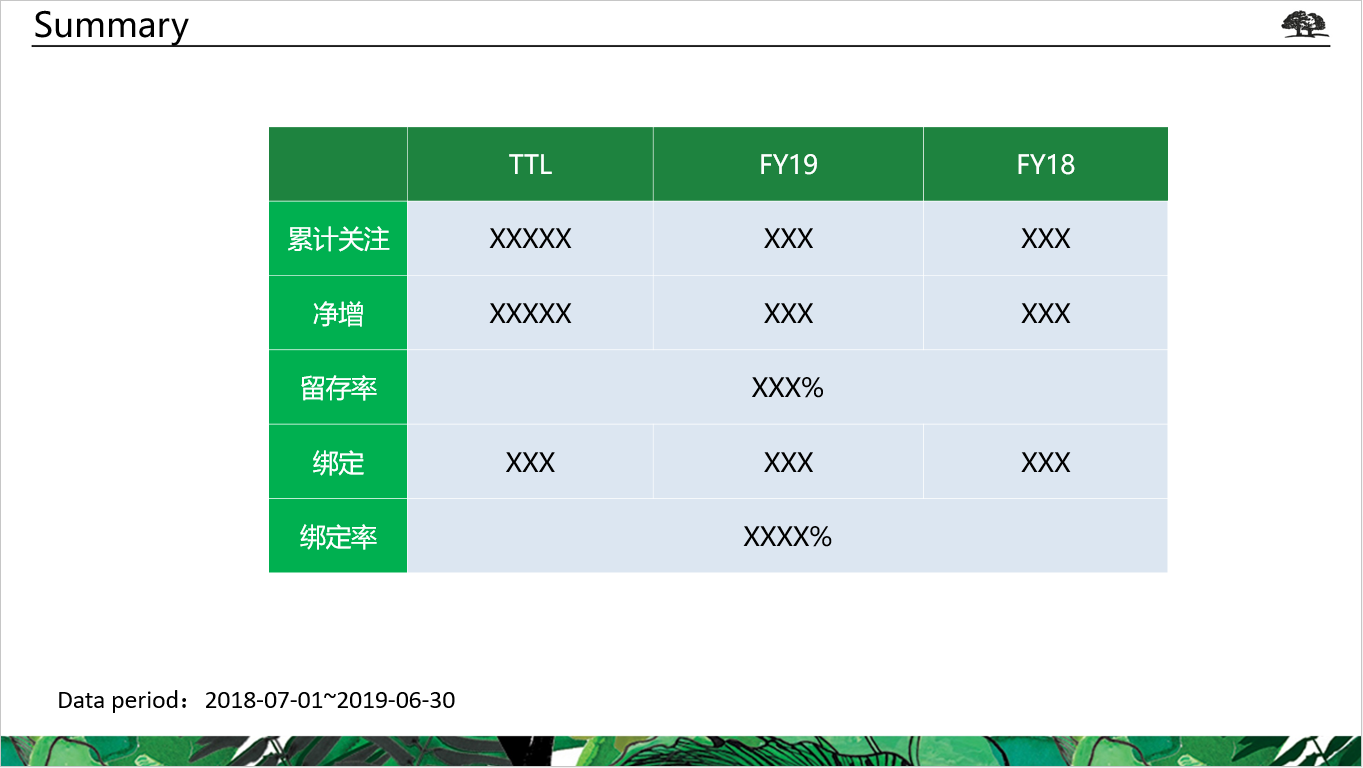 Summary
TTL FY19 FY18
累计关注 XXXXX XXX XXX
净增 XXXXX XXX XXX
留存率 XXX%
绑定 XXX XXX XXX
绑定率 XXXX%
Data period：2018-07-01~2019-06-30